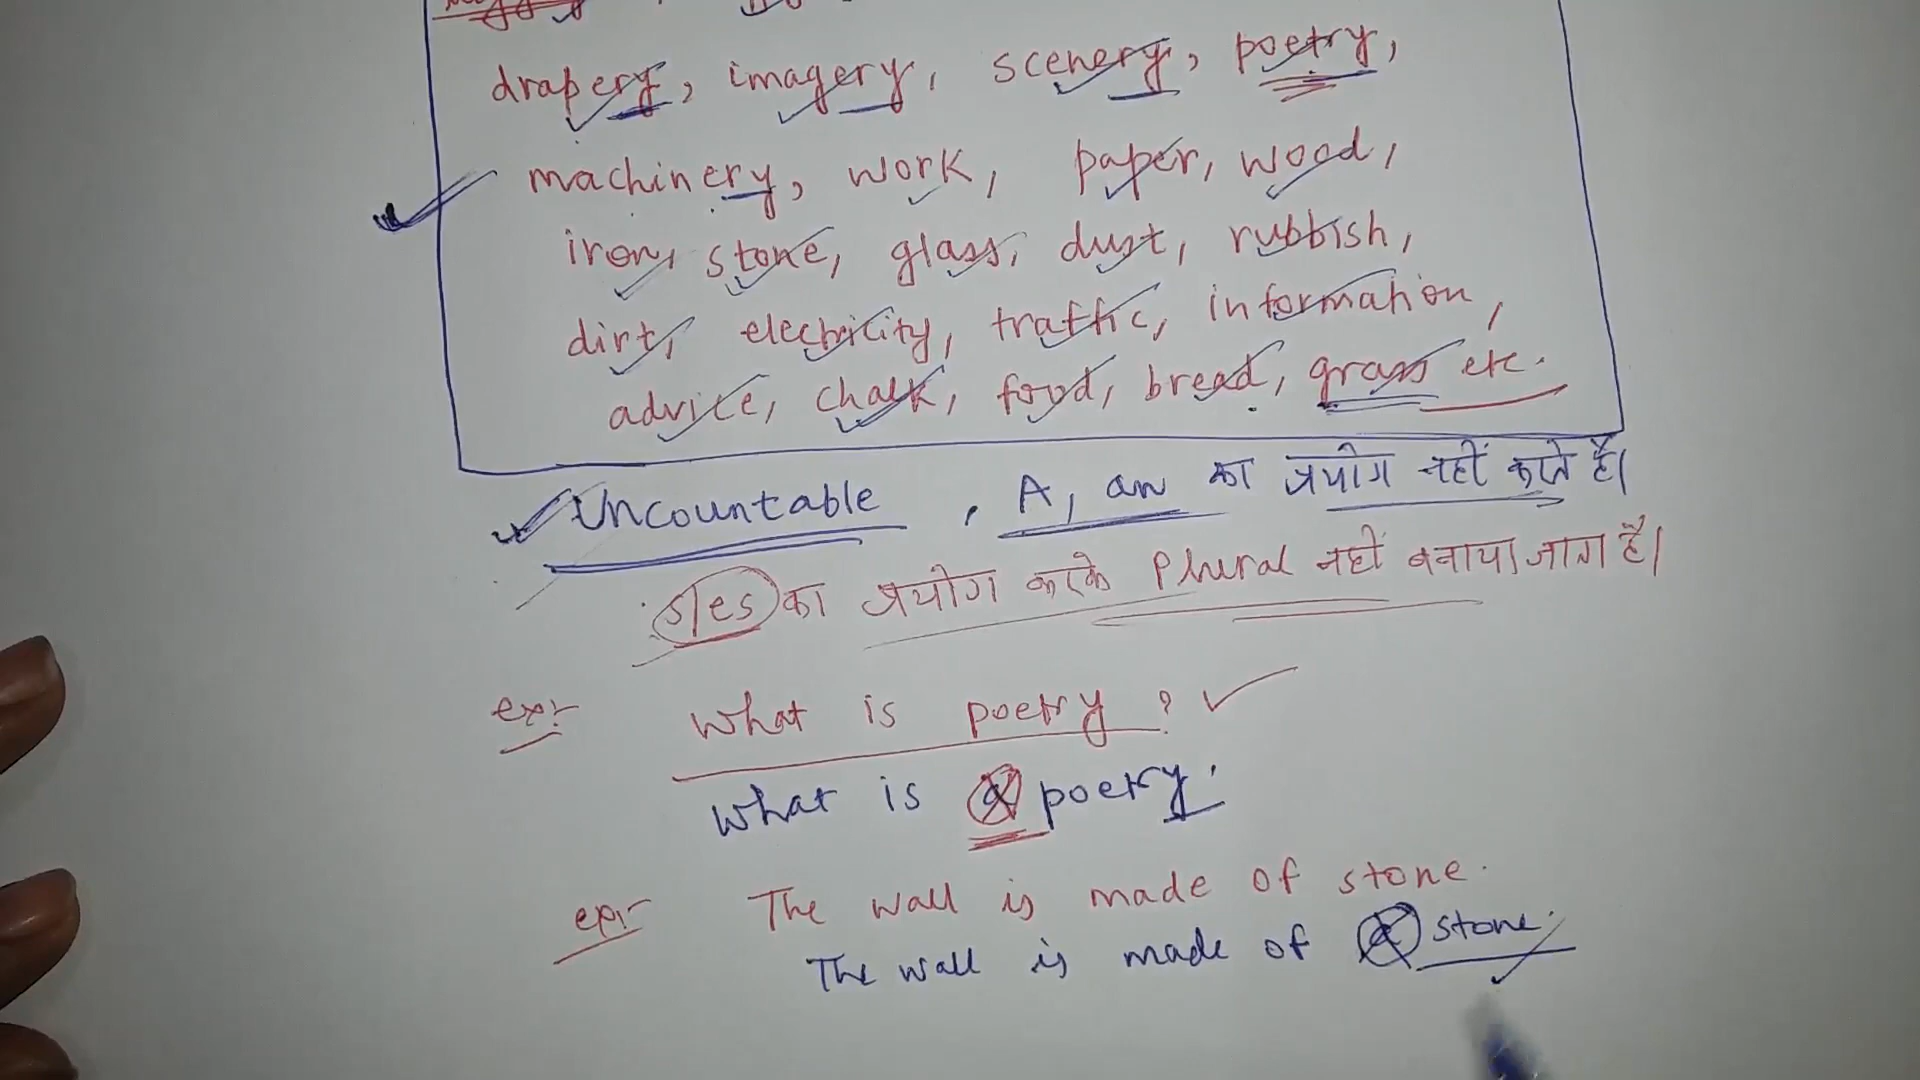 drapery, imagery, scenery, poetry,
machinery, work, paper, wood,
iron, stone, glass, dust, rubbish,
dirt, electricity, traffic, information,
advice, chalk, food, bread, grass etc.
Uncountable, A, an का प्रयोग नहीं करते है।
s/es का प्रयोग करके Plural नहीं बनाया जाता है।
ex:- What is poetry?
What is a poetry.
ex:- The wall is made of stone.
The wall is made of a stone.